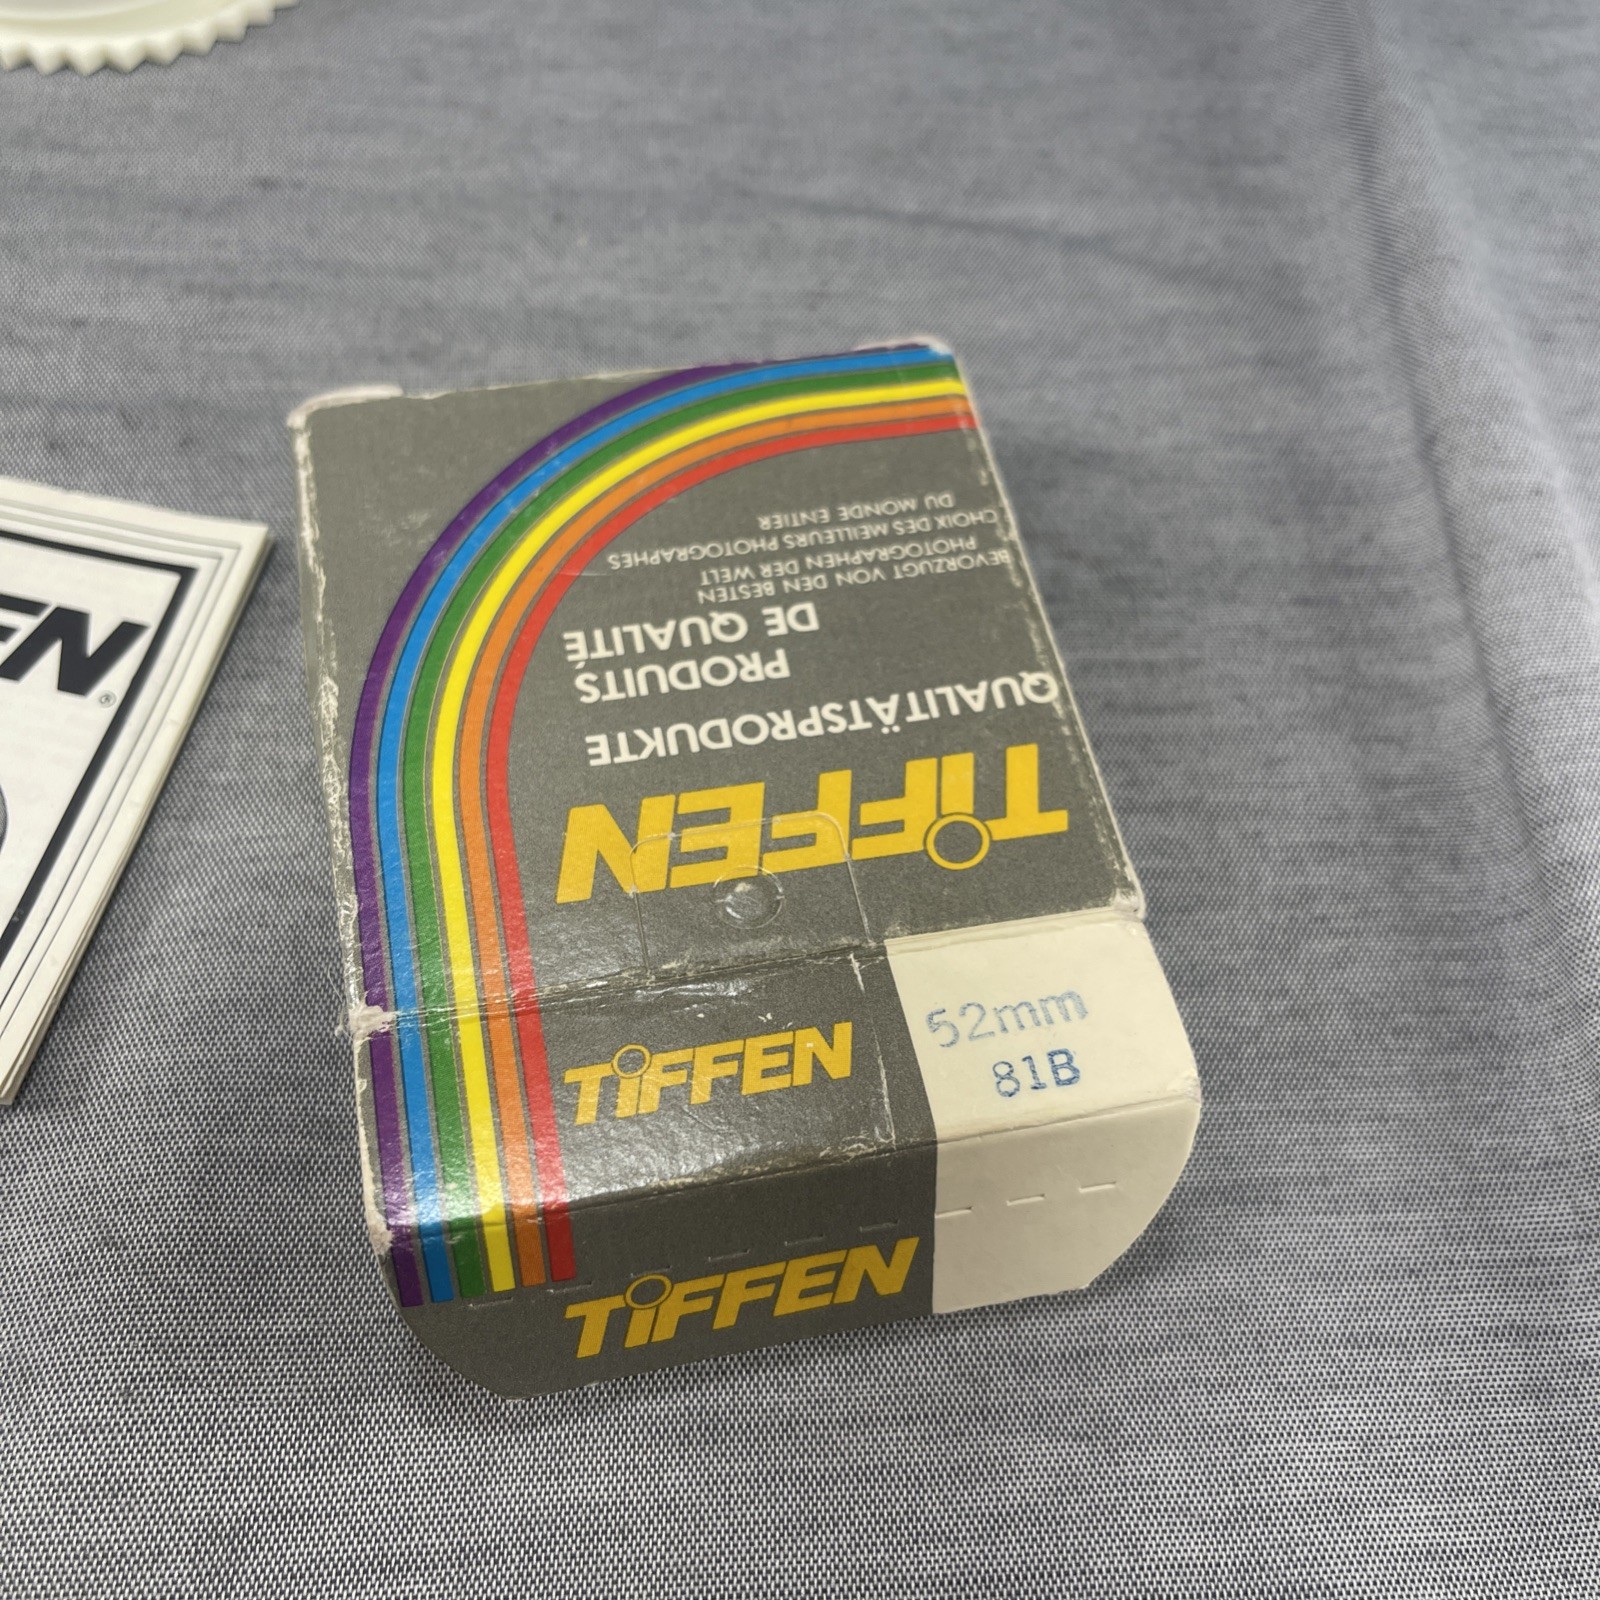 TiFFEN
QUALITÄTSPRODUKTE
PRODUITS
DE QUALITÉ
BEVORZUGT VON DEN BESTEN
PHOTOGRAPHEN DER WELT
CHOIX DES MEILLEURS PHOTOGRAPHES
DU MONDE ENTIER
TiFFEN
52mm
81B
TiFFEN
FEN®